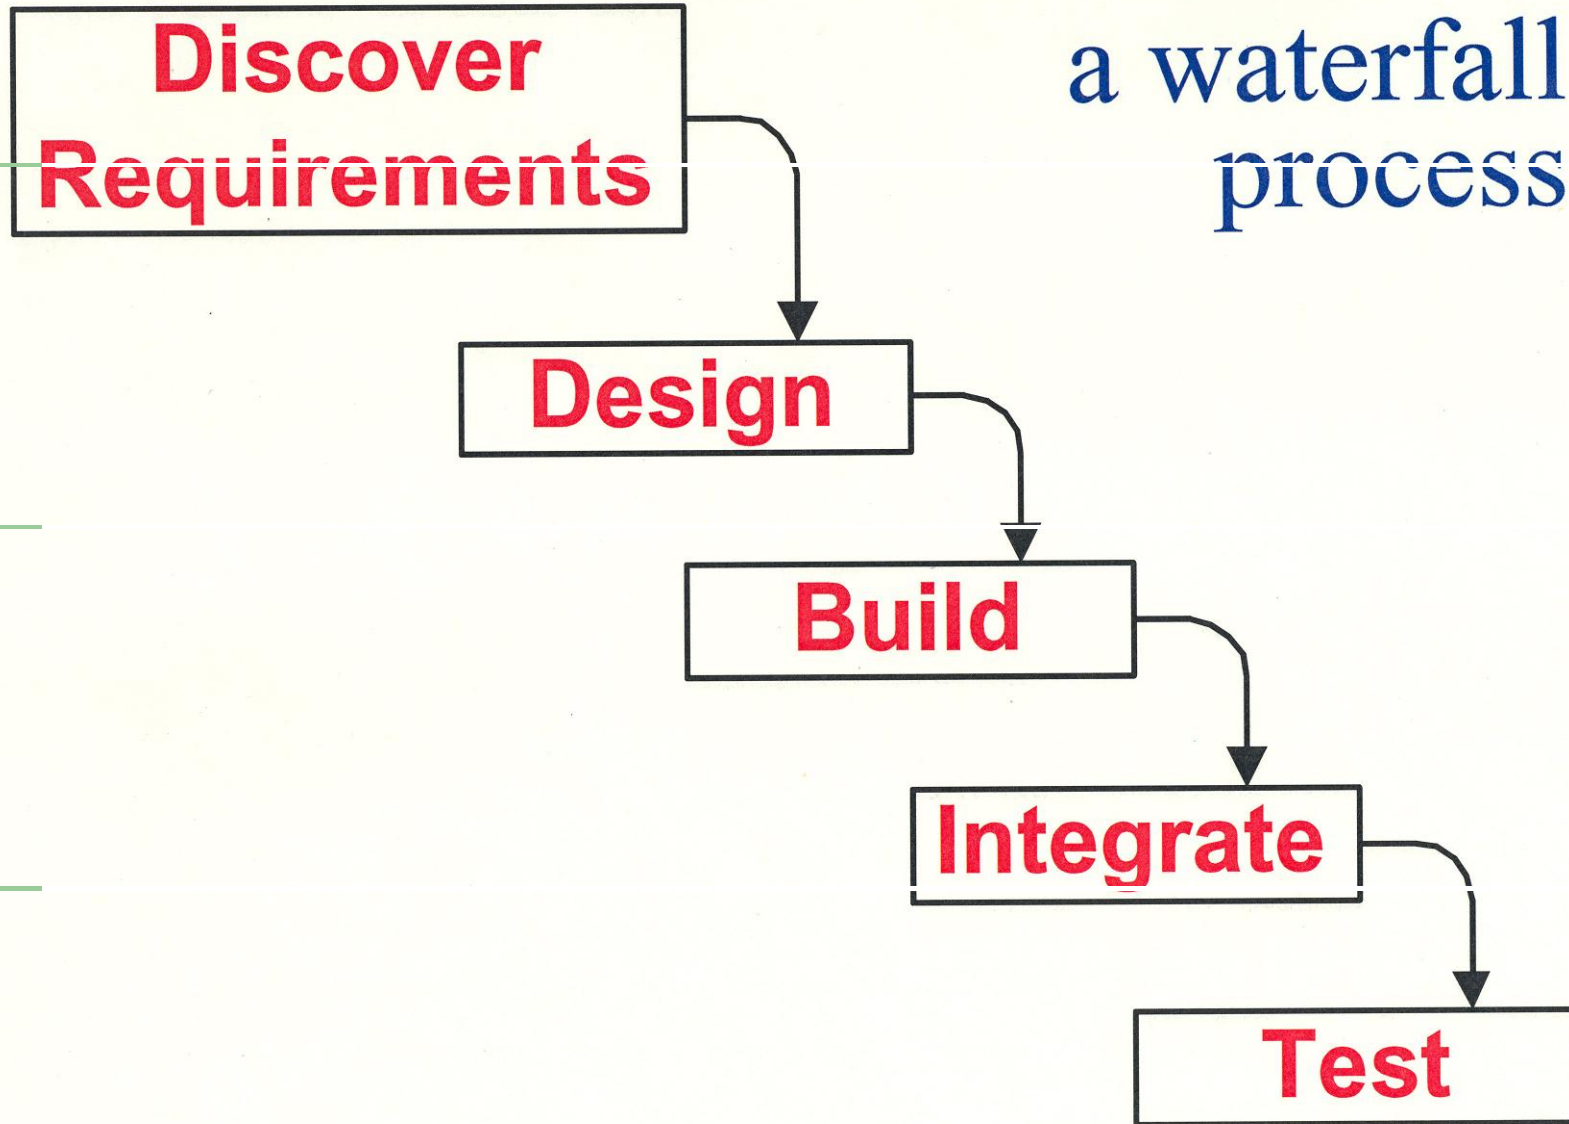 a waterfall
process
Discover
Requirements
Design
Build
Integrate
Test